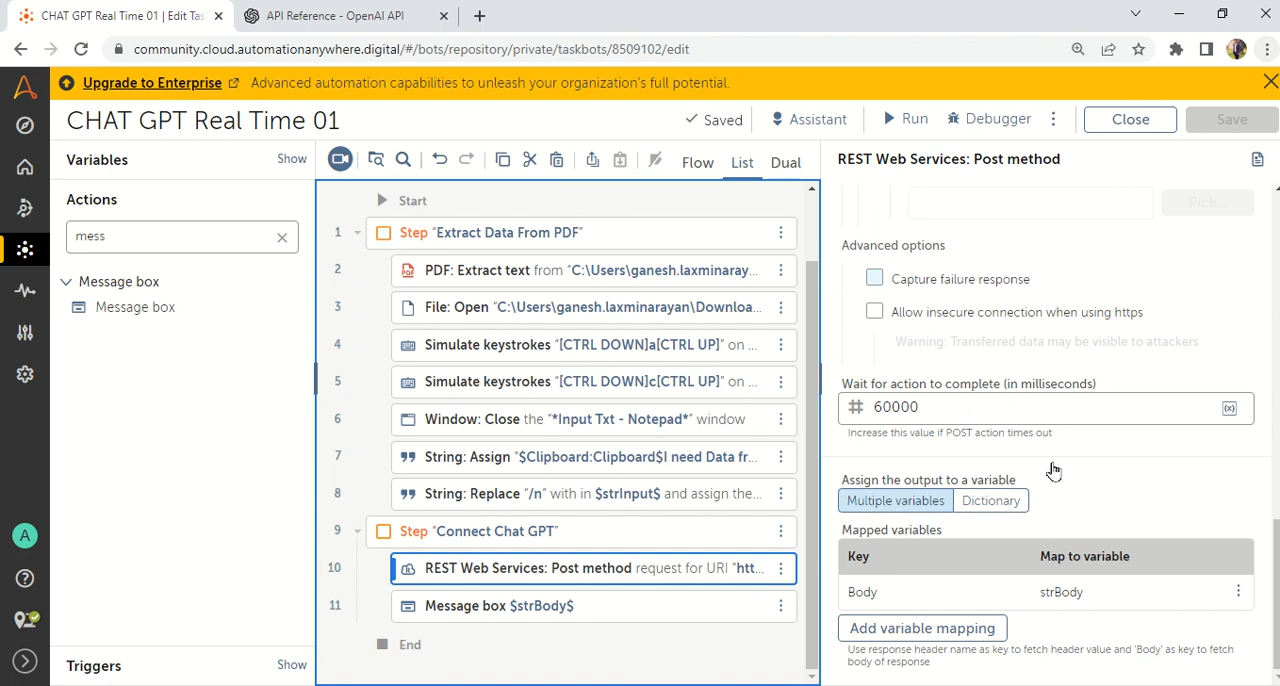 CHAT GPT Real Time 01 | Edit Tas
API Reference - OpenAI API
community.cloud.automationanywhere.digital/#/bots/repository/private/taskbots/8509102/edit
Upgrade to Enterprise Advanced automation capabilities to unleash your organization's full potential.
CHAT GPT Real Time 01
Saved
Assistant
Run
Debugger
Close
Save
Variables
Show
Flow
List
Dual
REST Web Services: Post method
Actions
mess
Message box
Message box
Triggers
Show
Start
1 Step "Extract Data From PDF"
2 PDF: Extract text from "C:\Users\ganesh.laxminaray...
3 File: Open "C:\Users\ganesh.laxminarayan\Downloa...
4 Simulate keystrokes "[CTRL DOWN]a[CTRL UP]" on ...
5 Simulate keystrokes "[CTRL DOWN]c[CTRL UP]" on ...
6 Window: Close the "*Input Txt - Notepad*" window
7 String: Assign "$Clipboard:Clipboard$I need Data fr...
8 String: Replace "/n" with in $strInput$ and assign the...
9 Step "Connect Chat GPT"
10 REST Web Services: Post method request for URI "htt...
11 Message box $strBody$
End
Pick...
Advanced options
Capture failure response
Allow insecure connection when using https
Warning: Transferred data may be visible to attackers
Wait for action to complete (in milliseconds)
# 60000 (x)
Increase this value if POST action times out
Assign the output to a variable
Multiple variables Dictionary
Mapped variables
Key Map to variable
Body strBody
Add variable mapping
Use response header name as key to fetch header value and 'Body' as key to fetch
body of response
A